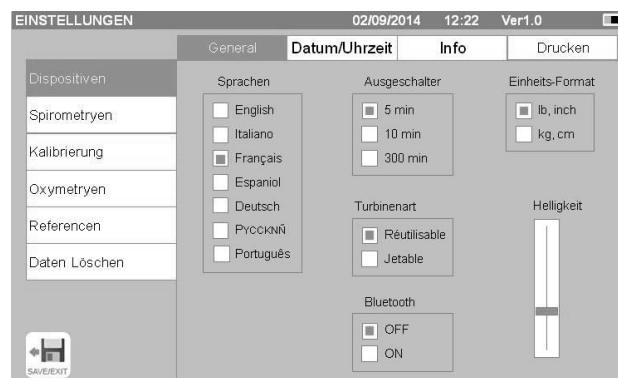 EINSTELLUNGEN 02/09/2014 12:22 Ver1.0
General Datum/Uhrzeit Info Drucken
Dispositiven
Spirometryen
Kalibrierung
Oxymetryen
Referencen
Daten Löschen
SAVE/EXIT
Sprachen
English
Italiano
Français
Espaniol
Deutsch
PycckNÑ
Português
Ausgeschalter
5 min
10 min
300 min
Turbinenart
Réutilisable
Jetable
Bluetooth
OFF
ON
Einheits-Format
lb, inch
kg, cm
Helligkeit